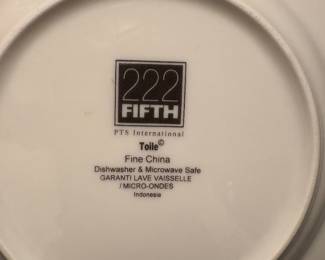 222
FIFTH
PTS International
Toile©
Fine China
Dishwasher & Microwave Safe
GARANTI LAVE VAISSELLE
/MICRO-ONDES
Indonesia